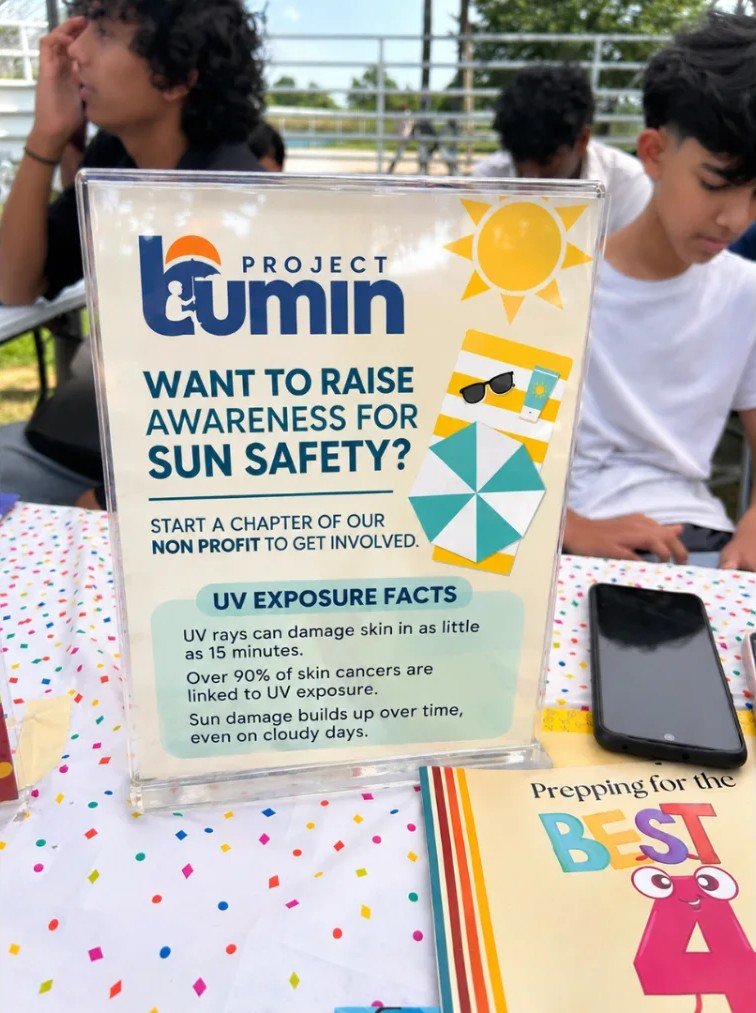 PROJECT
Lumin
WANT TO RAISE
AWARENESS FOR
SUN SAFETY?
START A CHAPTER OF OUR
NON PROFIT TO GET INVOLVED.
UV EXPOSURE FACTS
UV rays can damage skin in as little
as 15 minutes.
Over 90% of skin cancers are
linked to UV exposure.
Sun damage builds up over time,
even on cloudy days.
Prepping for the
BEST
A